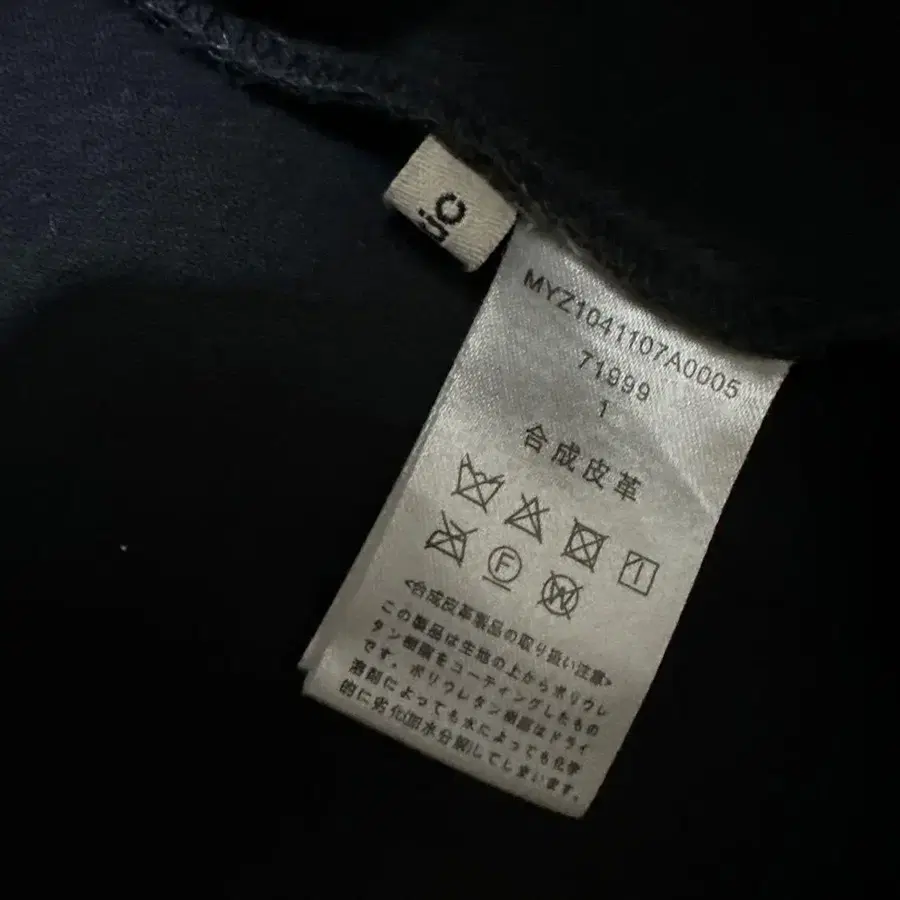 uic
MYZ1041107A0005
71999
1
合成皮革
F
W
<合成皮革製品の取り扱い注意>
この製品は生地の上からポリウレ
タン樹脂をコーティングしたもの
です。ポリウレタン樹脂はドライ
溶剤によっても水によっても化学
的に劣化(加水分解)してしまいます。